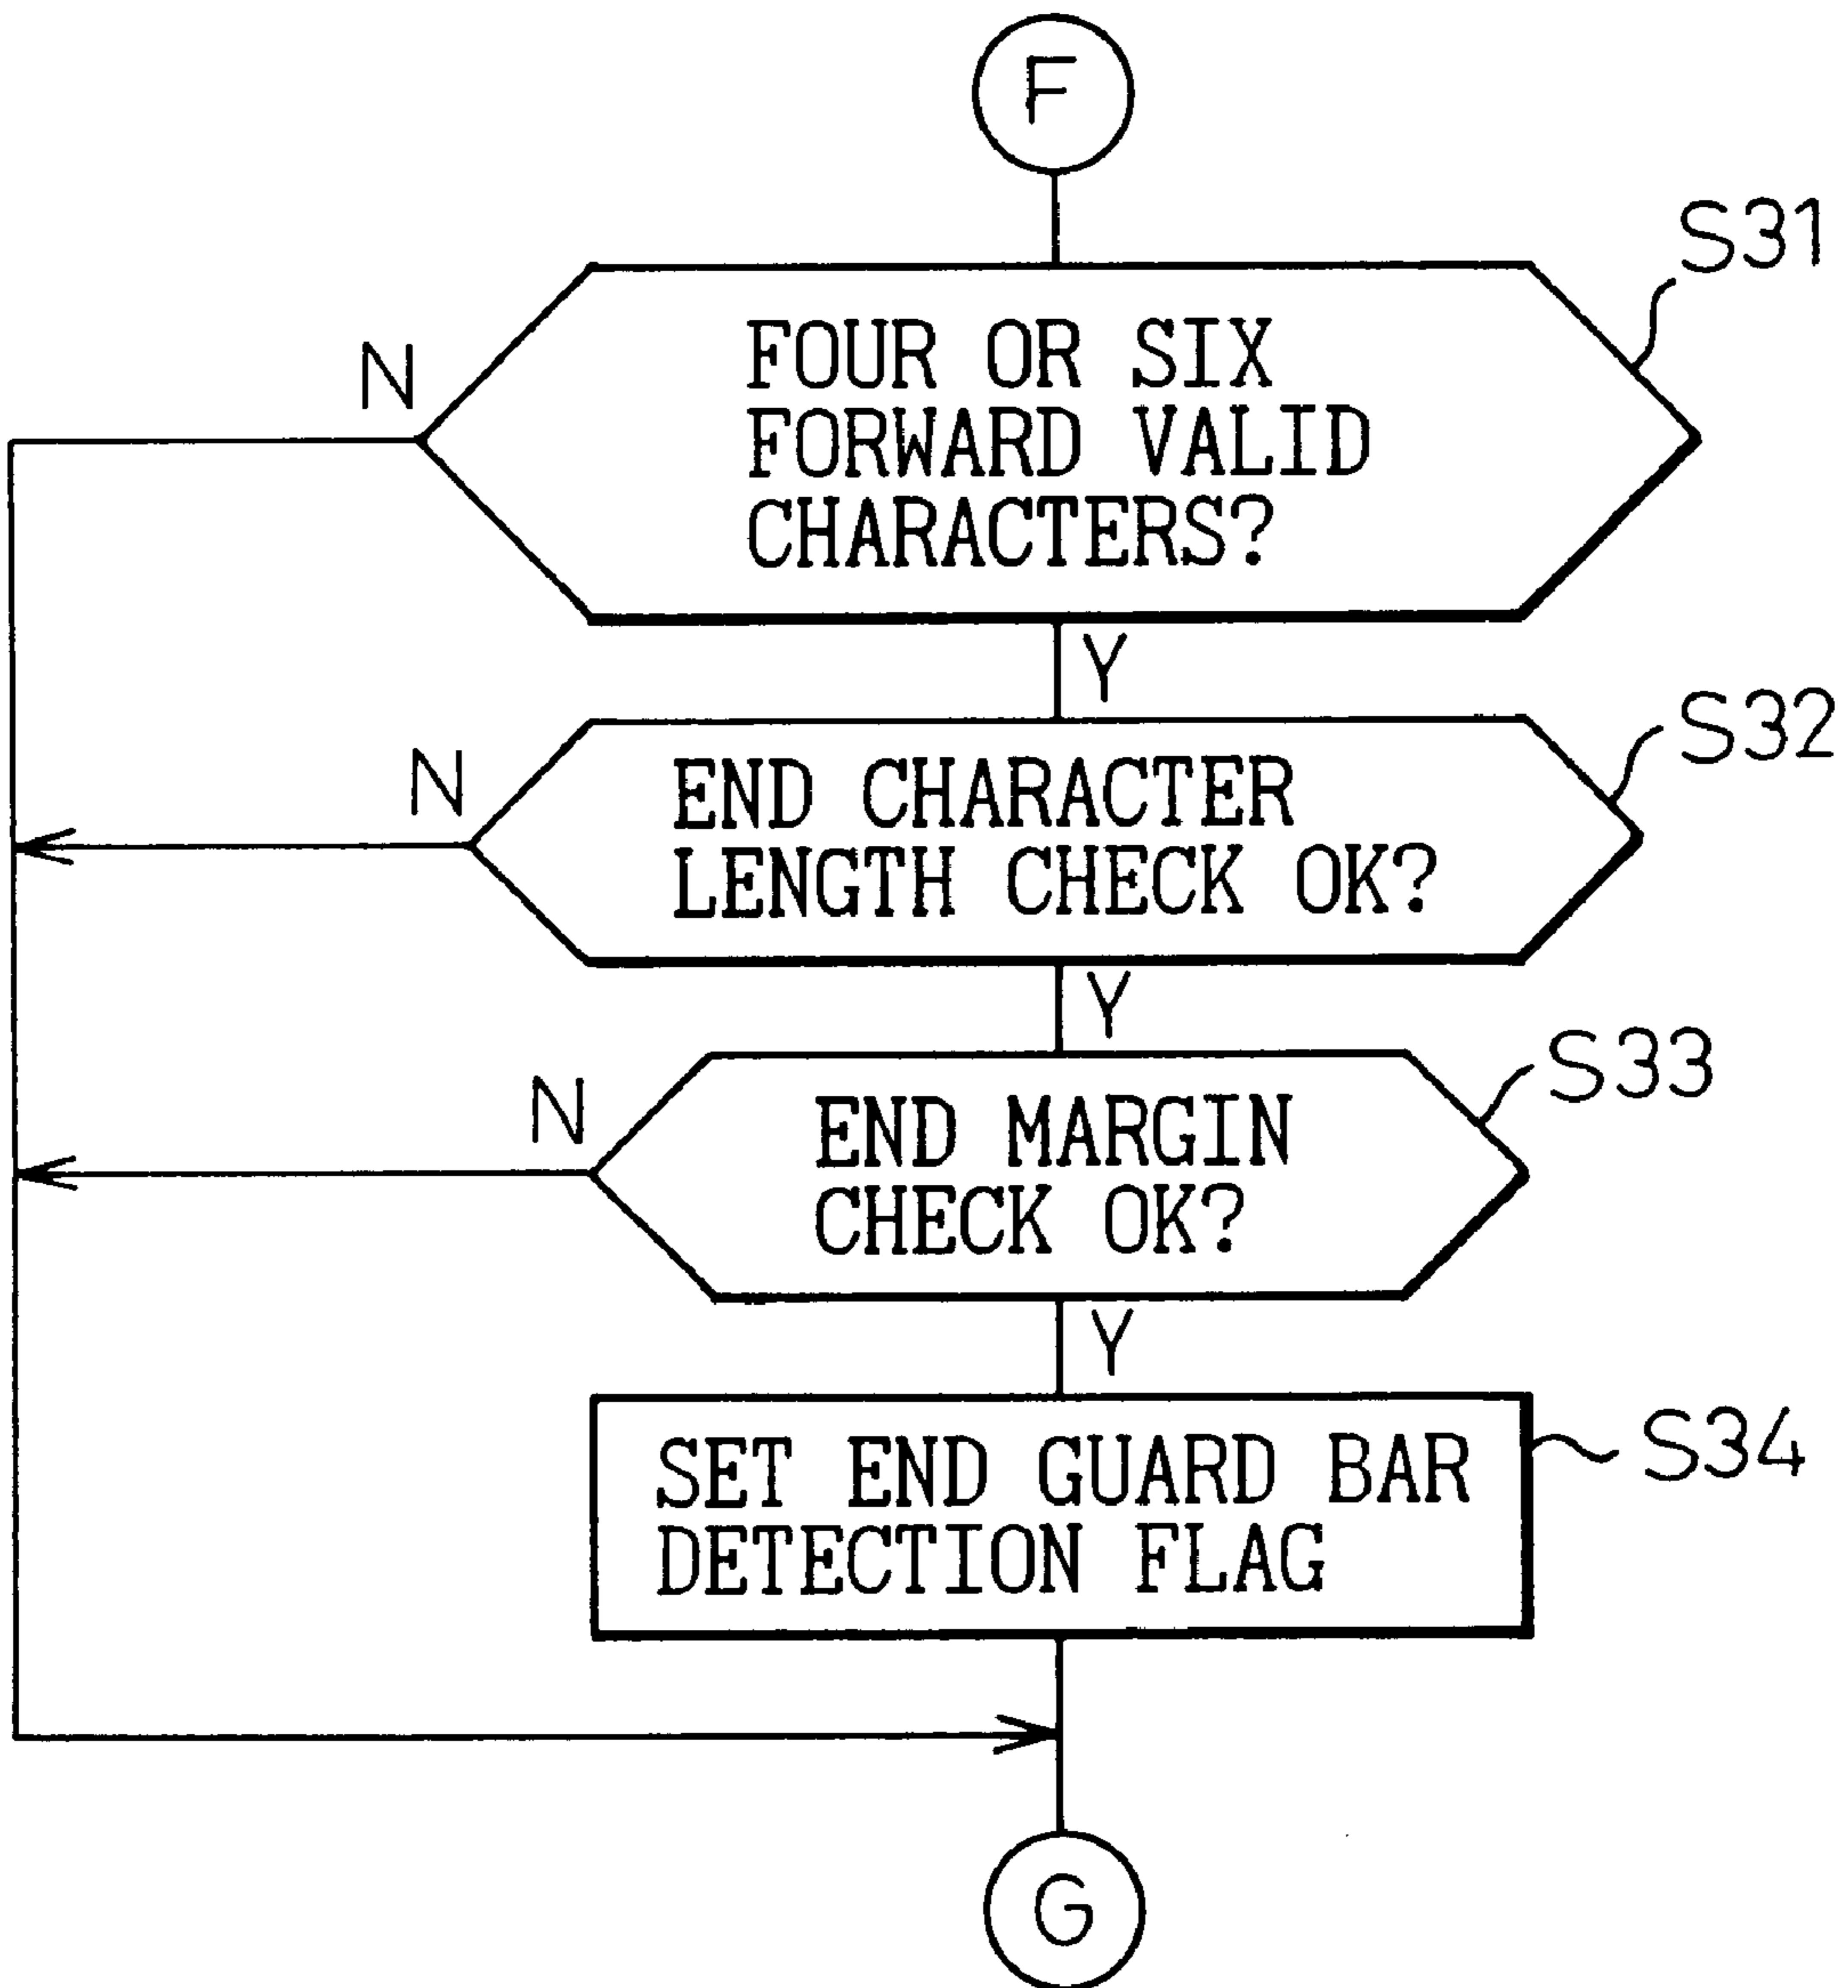 F
S31
N
FOUR OR SIX
FORWARD VALID
CHARACTERS?
Y
S32
N
END CHARACTER
LENGTH CHECK OK?
Y
S33
N
END MARGIN
CHECK OK?
Y
S34
SET END GUARD BAR
DETECTION FLAG
G